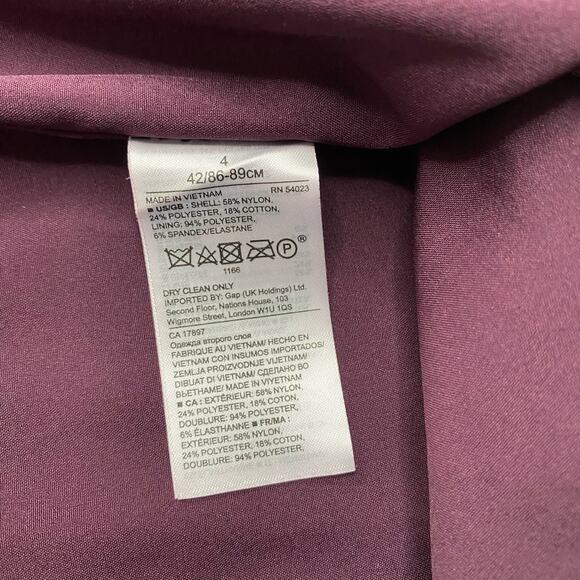 4
42/86-89CM
MADE IN VIETNAM RN 54023
■ US/GB : SHELL: 58% NYLON,
24% POLYESTER, 18% COTTON,
LINING: 94% POLYESTER,
6% SPANDEX/ELASTANE
P ®
1166
DRY CLEAN ONLY
IMPORTED BY: Gap (UK Holdings) Ltd.
Second Floor, Nations House, 103
Wigmore Street, London W1U 1QS
CA 17897
Одежда второго слоя
FABRIQUÉ AU VIETNAM/ HECHO EN
VIETNAM CON INSUMOS IMPORTADOS/
ZEMLJA PROIZVODNJE VIJETNAM/
DIBUAT DI VIETNAM/ СДЕЛАНО ВО
ВЬЕТНАМЕ/ MADE IN VIYETNAM
■ CA : EXTÉRIEUR: 58% NYLON,
24% POLYESTER, 18% COTON,
DOUBLURE: 94% POLYESTER,
6% ÉLASTHANNE ■ FR/MA :
EXTÉRIEUR: 58% NYLON,
24% POLYESTER, 18% COTON,
DOUBLURE: 94% POLYESTER,